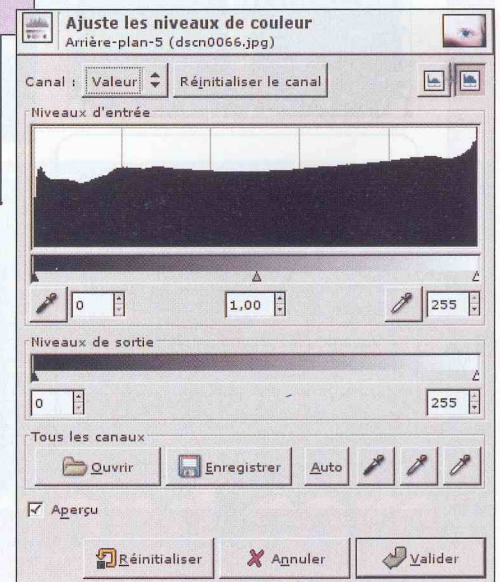 Ajuste les niveaux de couleur
Arrière-plan-5 (dscn0066.jpg)
Canal : Valeur Réinitialiser le canal
Niveaux d'entrée
0 1,00 255
Niveaux de sortie
0 255
Tous les canaux
Ouvrir Enregistrer Auto
Aperçu
Réinitialiser Annuler Valider